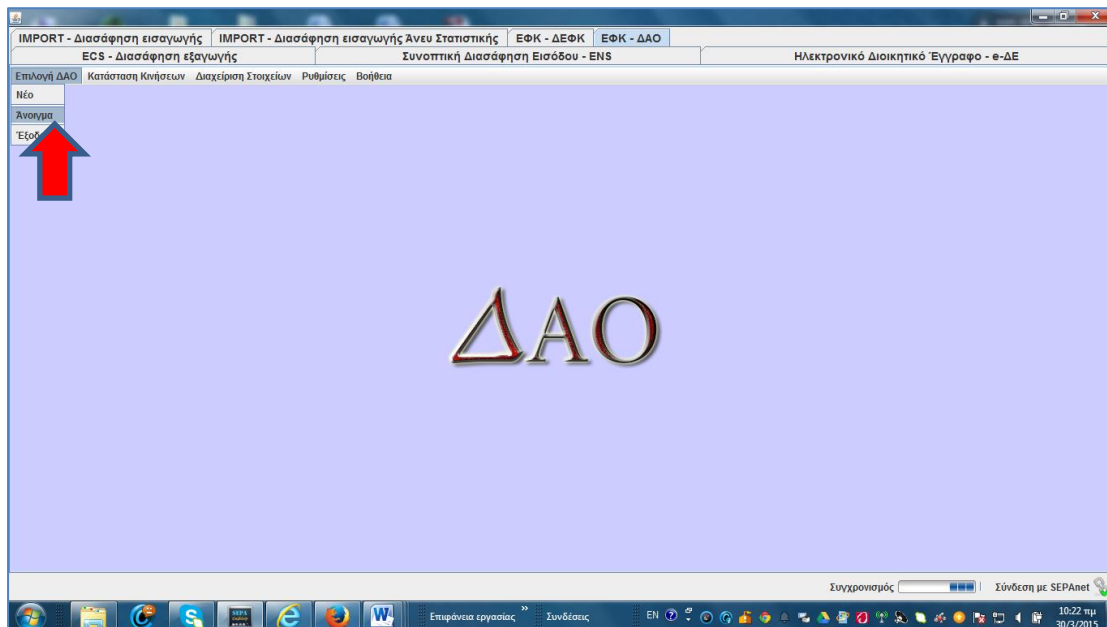 IMPORT - Διασάφηση εισαγωγής IMPORT - Διασάφηση εισαγωγής Άνευ Στατιστικής ΕΦΚ - ΔΕΦΚ ΕΦΚ - ΔΑΟ
ECS - Διασάφηση εξαγωγής Συνοπτική Διασάφηση Εισόδου - ENS Ηλεκτρονικό Διοικητικό Έγγραφο - e-ΔΕ
Επιλογή ΔΑΟ Κατάσταση Κινήσεων Διαχείριση Στοιχείων Ρυθμίσεις Βοήθεια
Νέο
Άνοιγμα
ΔΑΟ
Συγχρονισμός Σύνδεση με SEPAnet
Επιφάνεια εργασίας » Συνδέσεις EN 10:22 πμ
30/3/2015